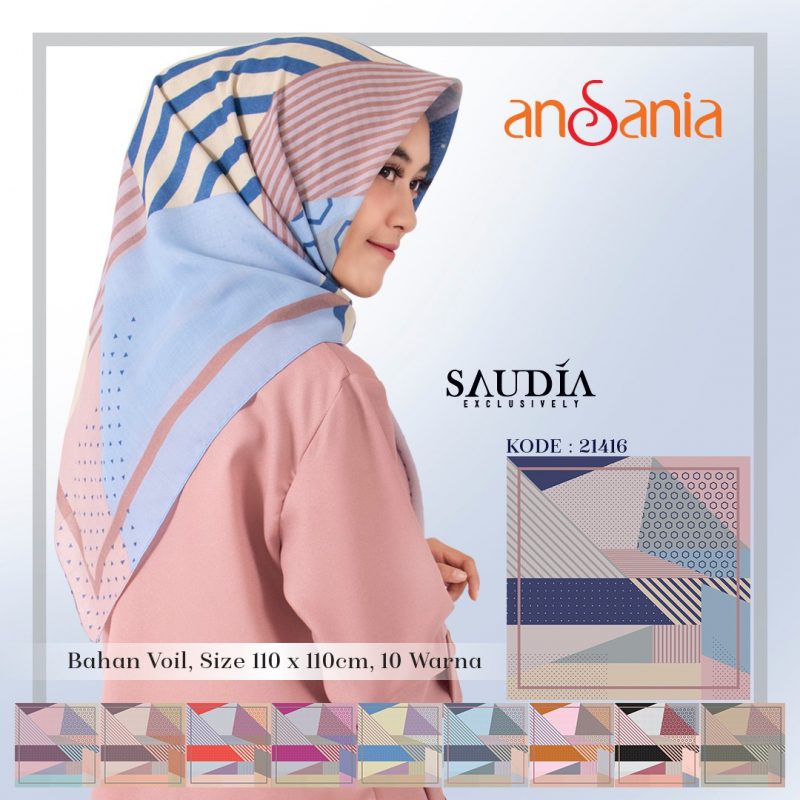 anSania
SAUDIA
EXCLUSIVELY
KODE : 21416
Bahan Voil, Size 110 x 110cm, 10 Warna